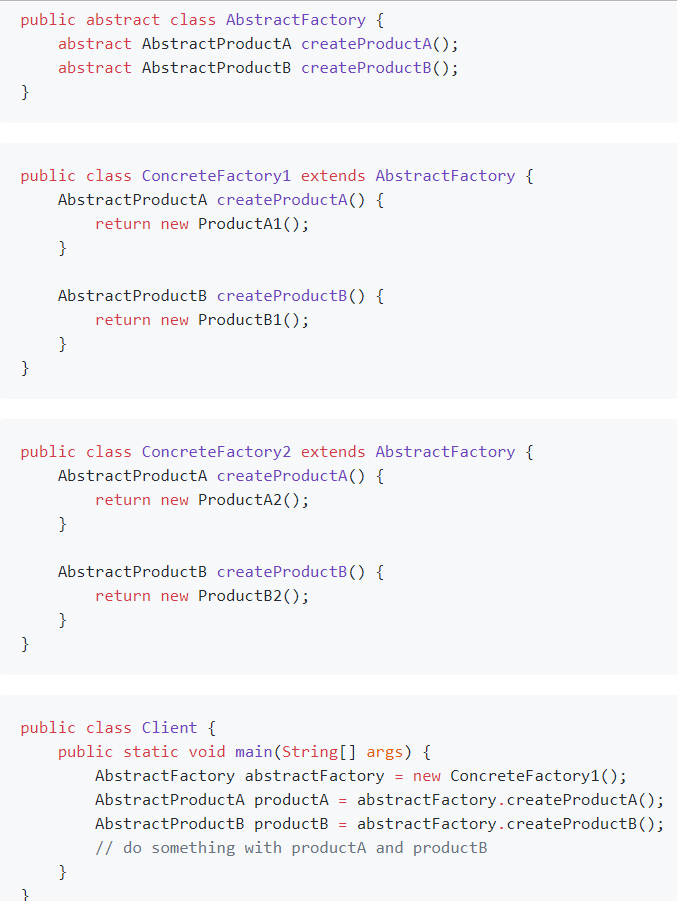 public abstract class AbstractFactory {
    abstract AbstractProductA createProductA();
    abstract AbstractProductB createProductB();
}
public class ConcreteFactory1 extends AbstractFactory {
    AbstractProductA createProductA() {
        return new ProductA1();
    }
    AbstractProductB createProductB() {
        return new ProductB1();
    }
}
public class ConcreteFactory2 extends AbstractFactory {
    AbstractProductA createProductA() {
        return new ProductA2();
    }
    AbstractProductB createProductB() {
        return new ProductB2();
    }
}
public class Client {
    public static void main(String[] args) {
        AbstractFactory abstractFactory = new ConcreteFactory1();
        AbstractProductA productA = abstractFactory.createProductA();
        AbstractProductB productB = abstractFactory.createProductB();
        // do something with productA and productB
    }
}